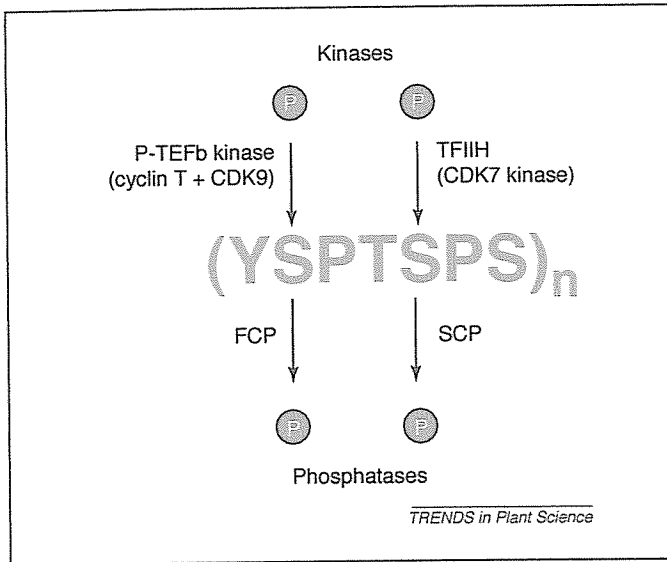 Kinases
P P
P-TEFb kinase
(cyclin T + CDK9)
TFIIH
(CDK7 kinase)
(YSPTSPS)n
FCP
SCP
P P
Phosphatases
TRENDS in Plant Science